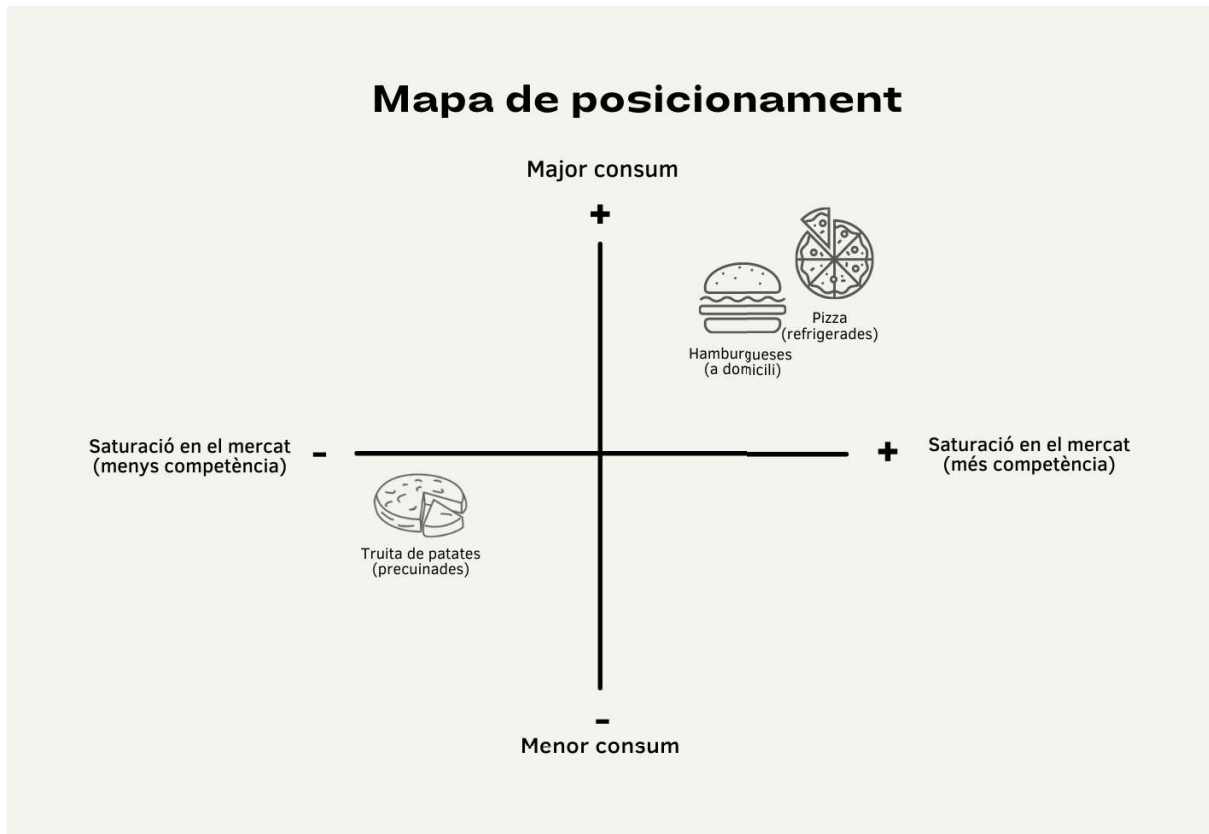 Mapa de posicionament
Major consum
+
Pizza
(refrigerades)
Hamburgueses
(a domicili)
Saturació en el mercat
(menys competència)
-
+
Saturació en el mercat
(més competència)
Truita de patates
(precuinades)
-
Menor consum